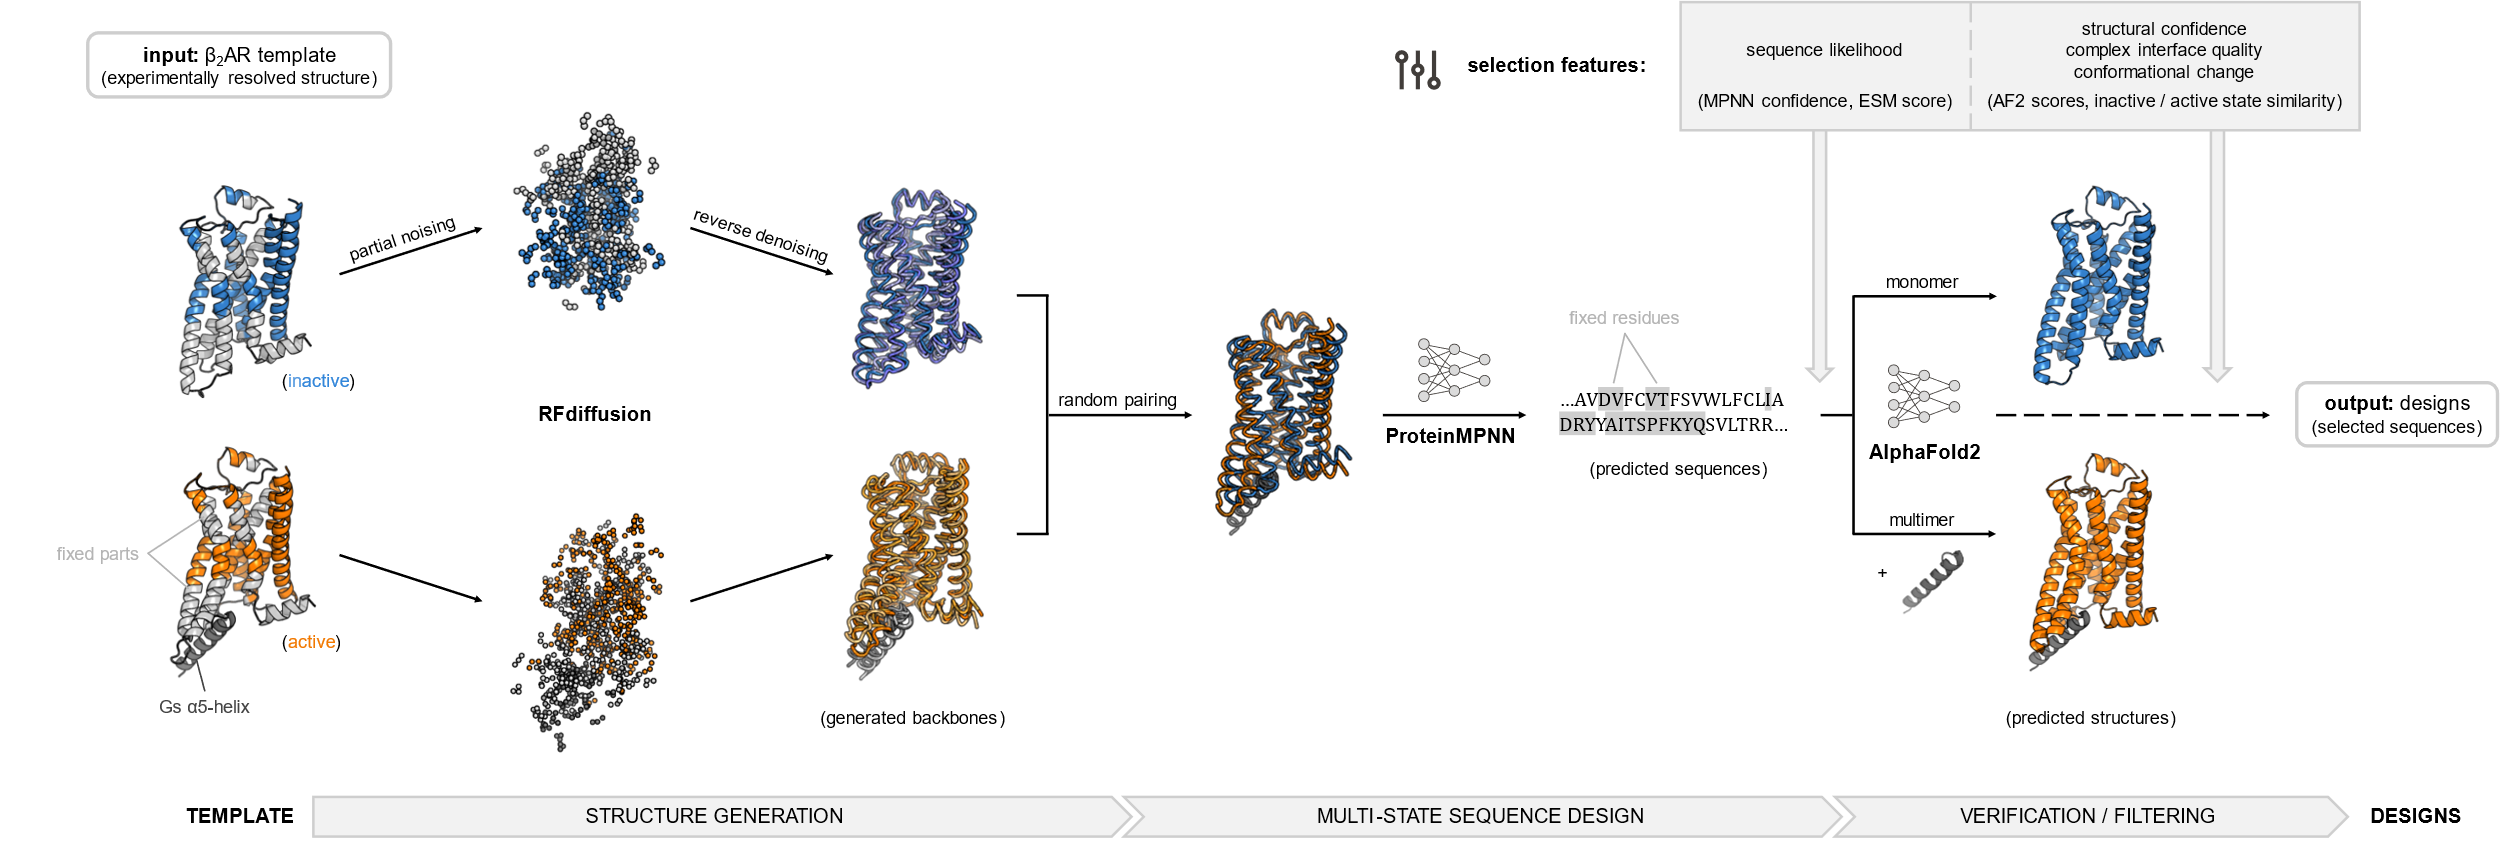 input: β₂AR template
(experimentally resolved structure)
selection features:
sequence likelihood
(MPNN confidence, ESM score)
structural confidence
complex interface quality
conformational change
(AF2 scores, inactive / active state similarity)
partial noising
reverse denoising
(inactive)
RFdiffusion
fixed parts
(active)
Gs α5-helix
(generated backbones)
random pairing
ProteinMPNN
fixed residues
...AVDVFCVTFSVWLFCLIA
DRYYAITSPFKYQSVLTRR...
(predicted sequences)
monomer
AlphaFold2
multimer
+
(predicted structures)
output: designs
(selected sequences)
TEMPLATE
STRUCTURE GENERATION
MULTI-STATE SEQUENCE DESIGN
VERIFICATION / FILTERING
DESIGNS